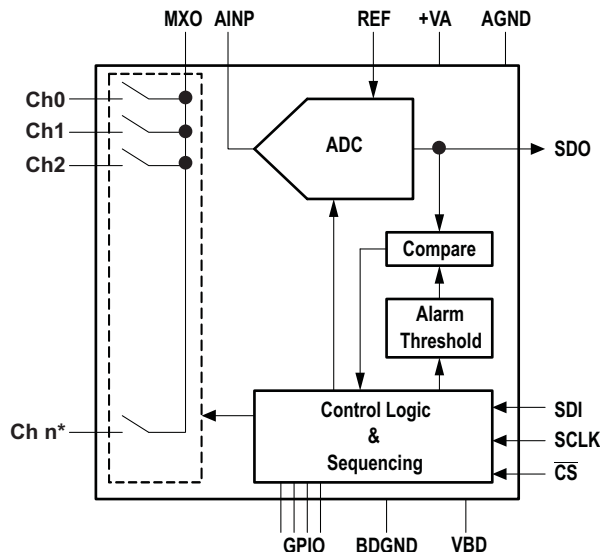 MXO AINP REF +VA AGND
Ch0
Ch1
Ch2
ADC
SDO
Compare
Alarm
Threshold
Ch n*
Control Logic
&
Sequencing
SDI
SCLK
C̅S̅
GPIO BDGND VBD